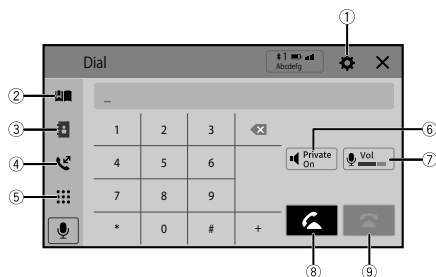 ①
Dial
1
Abcdefg
②
_
③
1 2 3
⑥
④
4 5 6
Private
On
Vol
⑦
⑤
7 8 9
* 0 # +
⑧
⑨